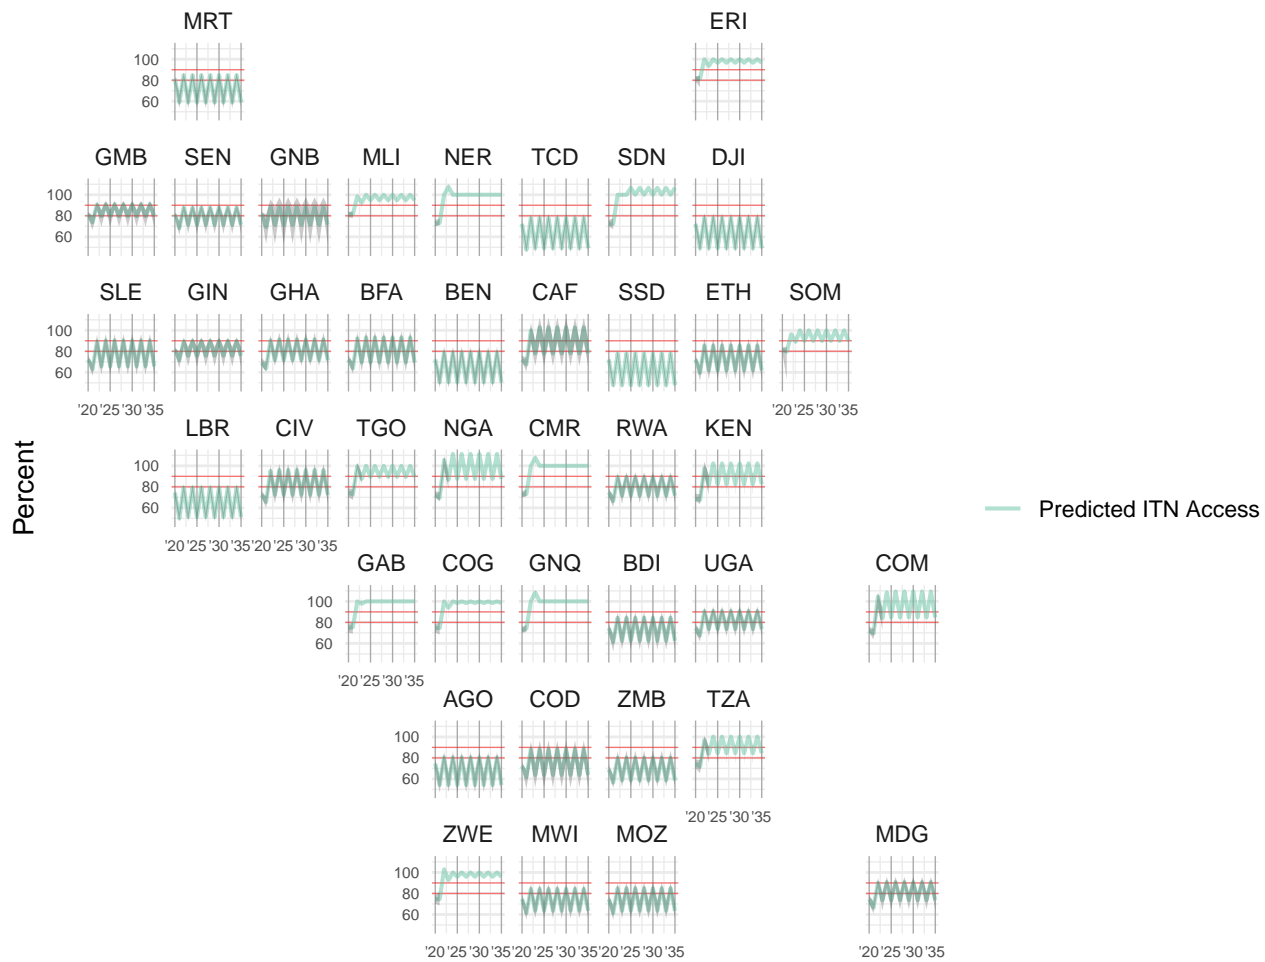 MRT ERI
100
80
60
GMB SEN GNB MLI NER TCD SDN DJI
100
80
60
SLE GIN GHA BFA BEN CAF SSD ETH SOM
100
80
60
'20 '25 '30 '35 '20 '25 '30 '35
LBR CIV TGO NGA CMR RWA KEN
100
80
60
'20 '25 '30 '35 '20 '25 '30 '35
GAB COG GNQ BDI UGA COM
100
80
60
'20 '25 '30 '35
AGO COD ZMB TZA
100
80
60
'20 '25 '30 '35
ZWE MWI MOZ MDG
100
80
60
'20 '25 '30 '35 '20 '25 '30 '35 '20 '25 '30 '35 '20 '25 '30 '35
Percent
Predicted ITN Access